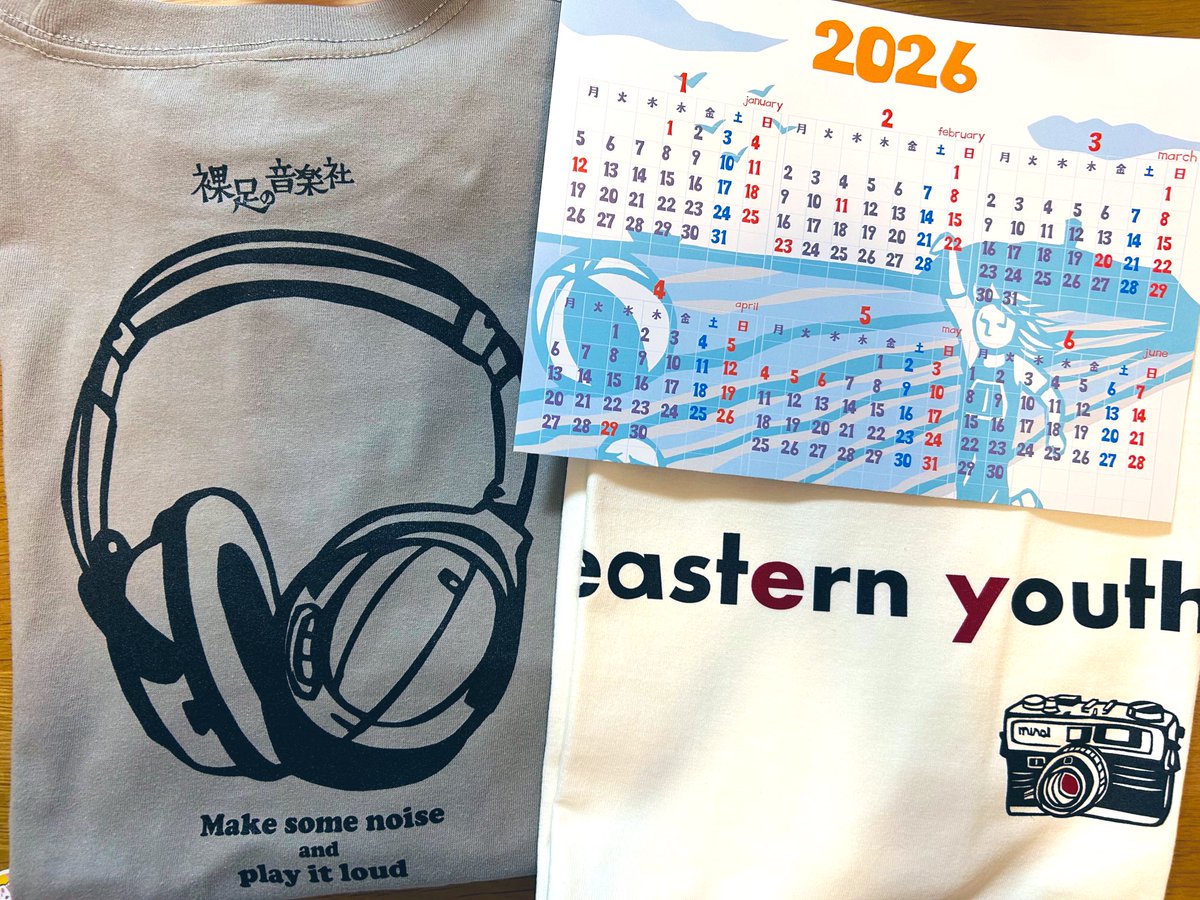 裸足の音楽社
Make some noise
and
play it loud
2026
1
january
月 火 水 木 金 土 日
1 2 3 4
5 6 7 8 9 10 11
12 13 14 15 16 17 18
19 20 21 22 23 24 25
26 27 28 29 30 31
2
february
月 火 水 木 金 土 日
1
2 3 4 5 6 7 8
9 10 11 12 13 14 15
16 17 18 19 20 21 22
23 24 25 26 27 28
3
march
月 火 水 木 金 土 日
1
2 3 4 5 6 7 8
9 10 11 12 13 14 15
16 17 18 19 20 21 22
23 24 25 26 27 28 29
30 31
4
april
月 火 水 木 金 土 日
1 2 3 4 5
6 7 8 9 10 11 12
13 14 15 16 17 18 19
20 21 22 23 24 25 26
27 28 29 30
5
may
月 火 水 木 金 土 日
1 2 3
4 5 6 7 8 9 10
11 12 13 14 15 16 17
18 19 20 21 22 23 24
25 26 27 28 29 30 31
6
june
月 火 水 木 金 土 日
1 2 3 4 5 6 7
8 9 10 11 12 13 14
15 16 17 18 19 20 21
22 23 24 25 26 27 28
29 30
eastern youth
minol